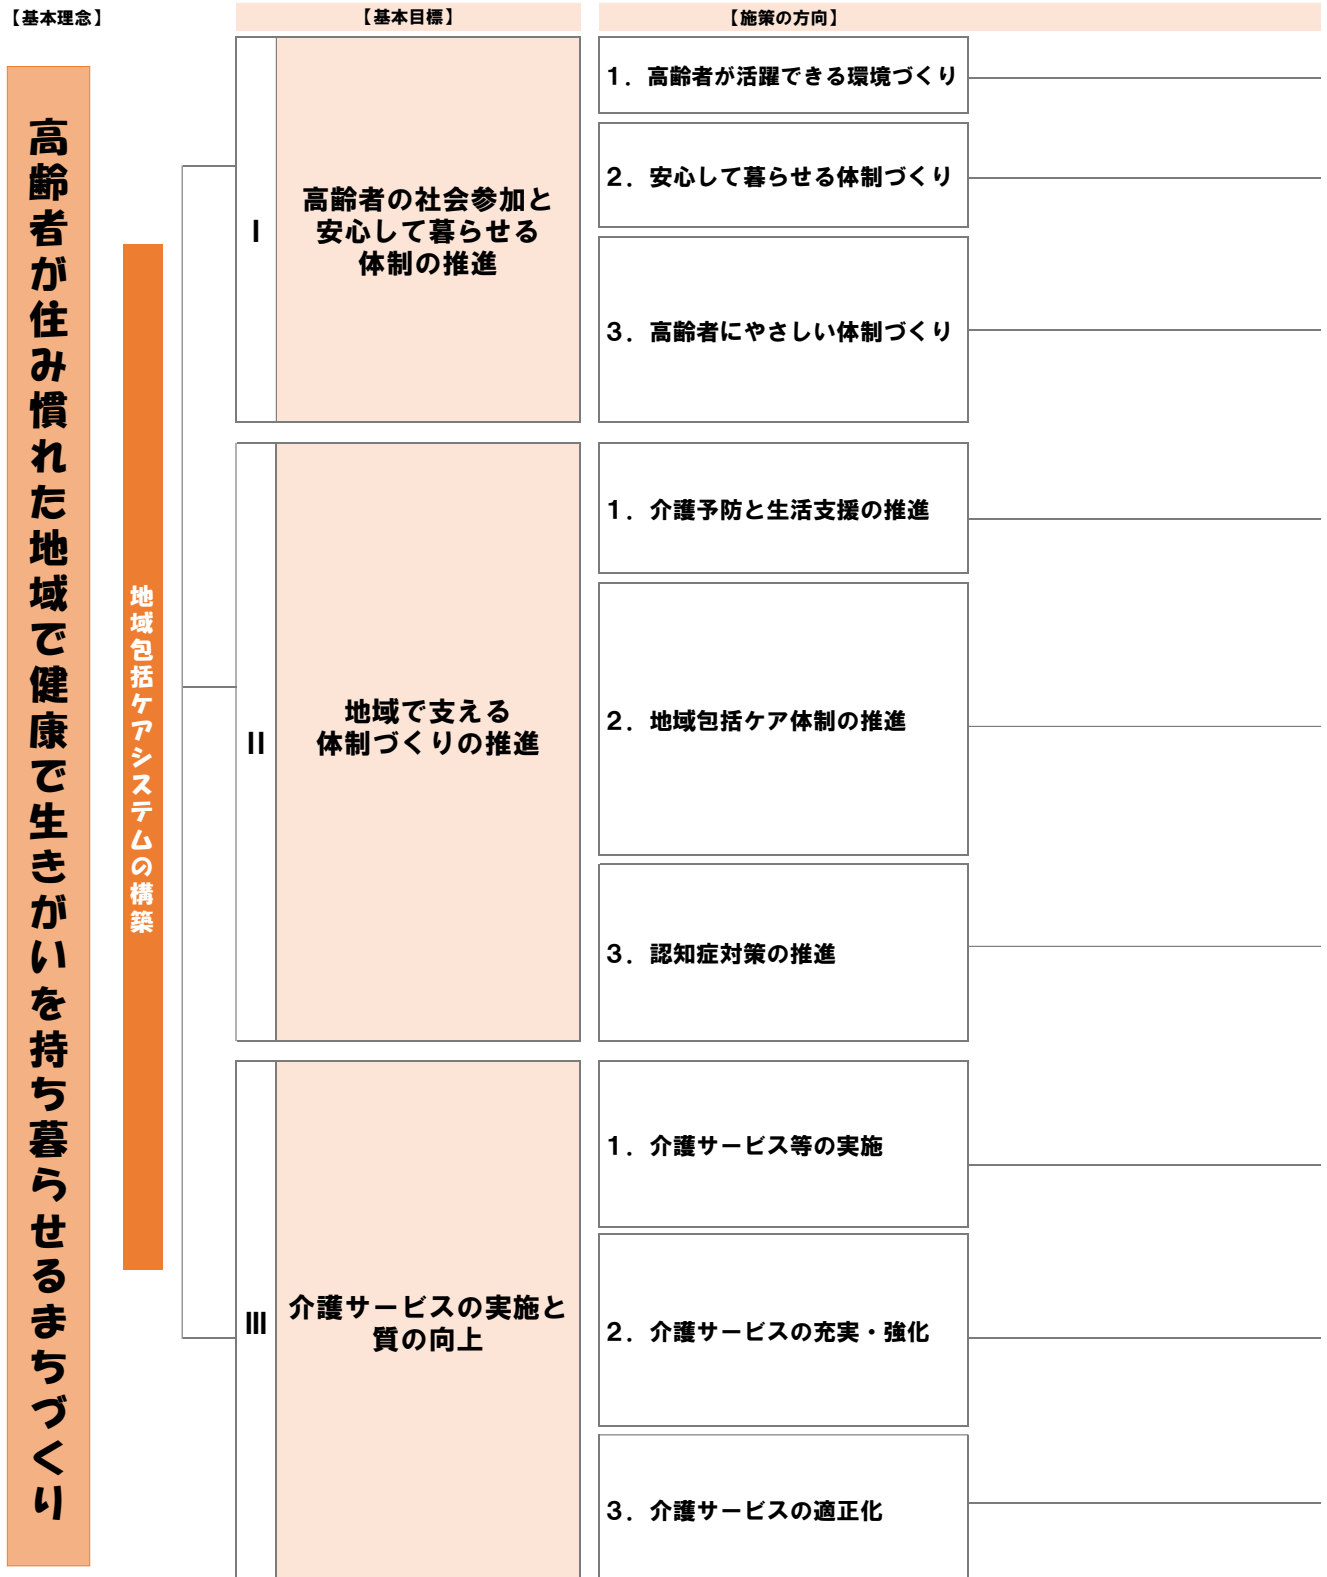 【基本理念】
【基本目標】
【施策の方向】
高齢者が住み慣れた地域で健康で生きがいを持ち暮らせるまちづくり
地域包括ケアシステムの構築
Ⅰ
高齢者の社会参加と
安心して暮らせる
体制の推進
1．高齢者が活躍できる環境づくり
2．安心して暮らせる体制づくり
3．高齢者にやさしい体制づくり
Ⅱ
地域で支える
体制づくりの推進
1．介護予防と生活支援の推進
2．地域包括ケア体制の推進
3．認知症対策の推進
Ⅲ
介護サービスの実施と
質の向上
1．介護サービス等の実施
2．介護サービスの充実・強化
3．介護サービスの適正化